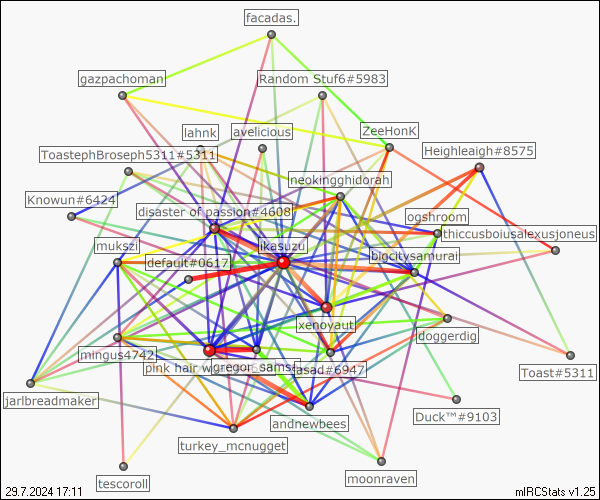 facadas.
gazpachoman
Random Stuf6#5983
lahnk
avelicious
ZeeHonK
ToastephBroseph5311#5311
Heighleaigh#8575
neokingghidorah
Knowun#6424
disaster of passion#4608
ogshroom
thiccusboiusalexusjoneus
mukszi
ikasuzu
bigcitysamurai
default#0617
xenoyaut
doggerdig
mingus4742
pink hair w
gregor_samsa
asad#6947
Toast#5311
jarlbreadmaker
andnewbees
Duck™#9103
turkey_mcnugget
moonraven
tescoroll
29.7.2024 17:11
mIRCStats v1.25